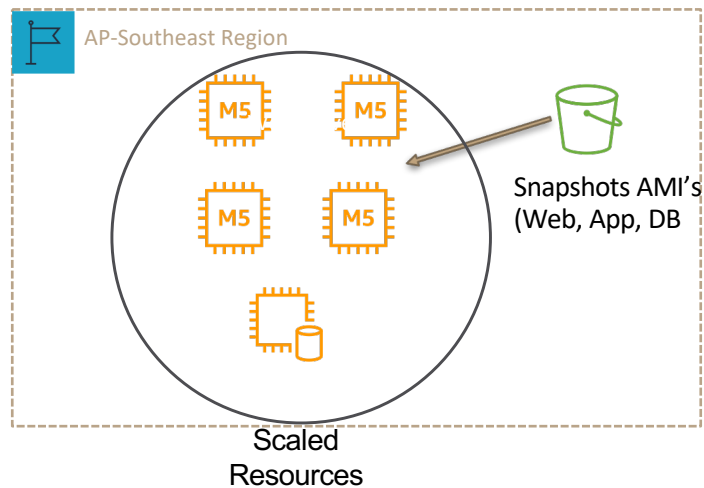 AP-Southeast Region
M5
M5
Snapshots AMI's
(Web, App, DB
M5
M5
Scaled
Resources